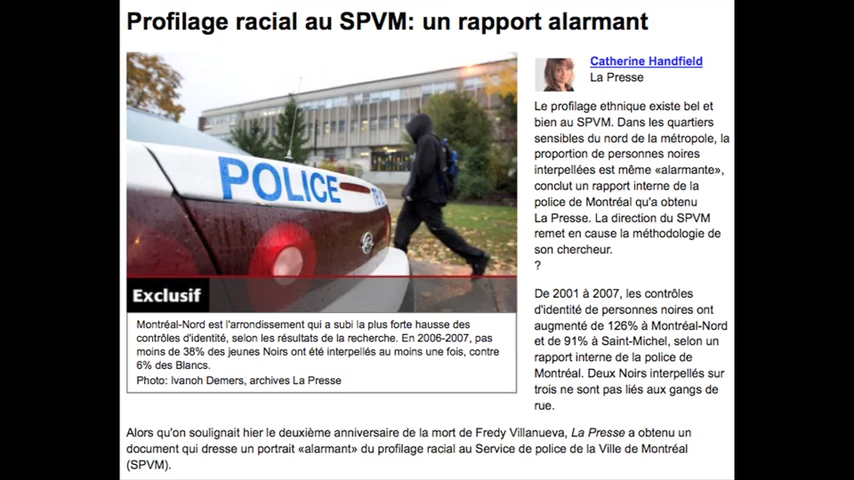 Profilage racial au SPVM: un rapport alarmant
POLICE
Exclusif
Montréal-Nord est l'arrondissement qui a subi la plus forte hausse des
contrôles d'identité, selon les résultats de la recherche. En 2006-2007, pas
moins de 38% des jeunes Noirs ont été interpellés au moins une fois, contre
6% des Blancs.
Photo: Ivanoh Demers, archives La Presse
Catherine Handfield
La Presse
Le profilage ethnique existe bel et
bien au SPVM. Dans les quartiers
sensibles du nord de la métropole, la
proportion de personnes noires
interpellées est même «alarmante»,
conclut un rapport interne de la
police de Montréal qu'a obtenu
La Presse. La direction du SPVM
remet en cause la méthodologie de
son chercheur.
?
De 2001 à 2007, les contrôles
d'identité de personnes noires ont
augmenté de 126% à Montréal-Nord
et de 91% à Saint-Michel, selon un
rapport interne de la police de
Montréal. Deux Noirs interpellés sur
trois ne sont pas liés aux gangs de
rue.
Alors qu'on soulignait hier le deuxième anniversaire de la mort de Fredy Villanueva, La Presse a obtenu un
document qui dresse un portrait «alarmant» du profilage racial au Service de police de la Ville de Montréal
(SPVM).